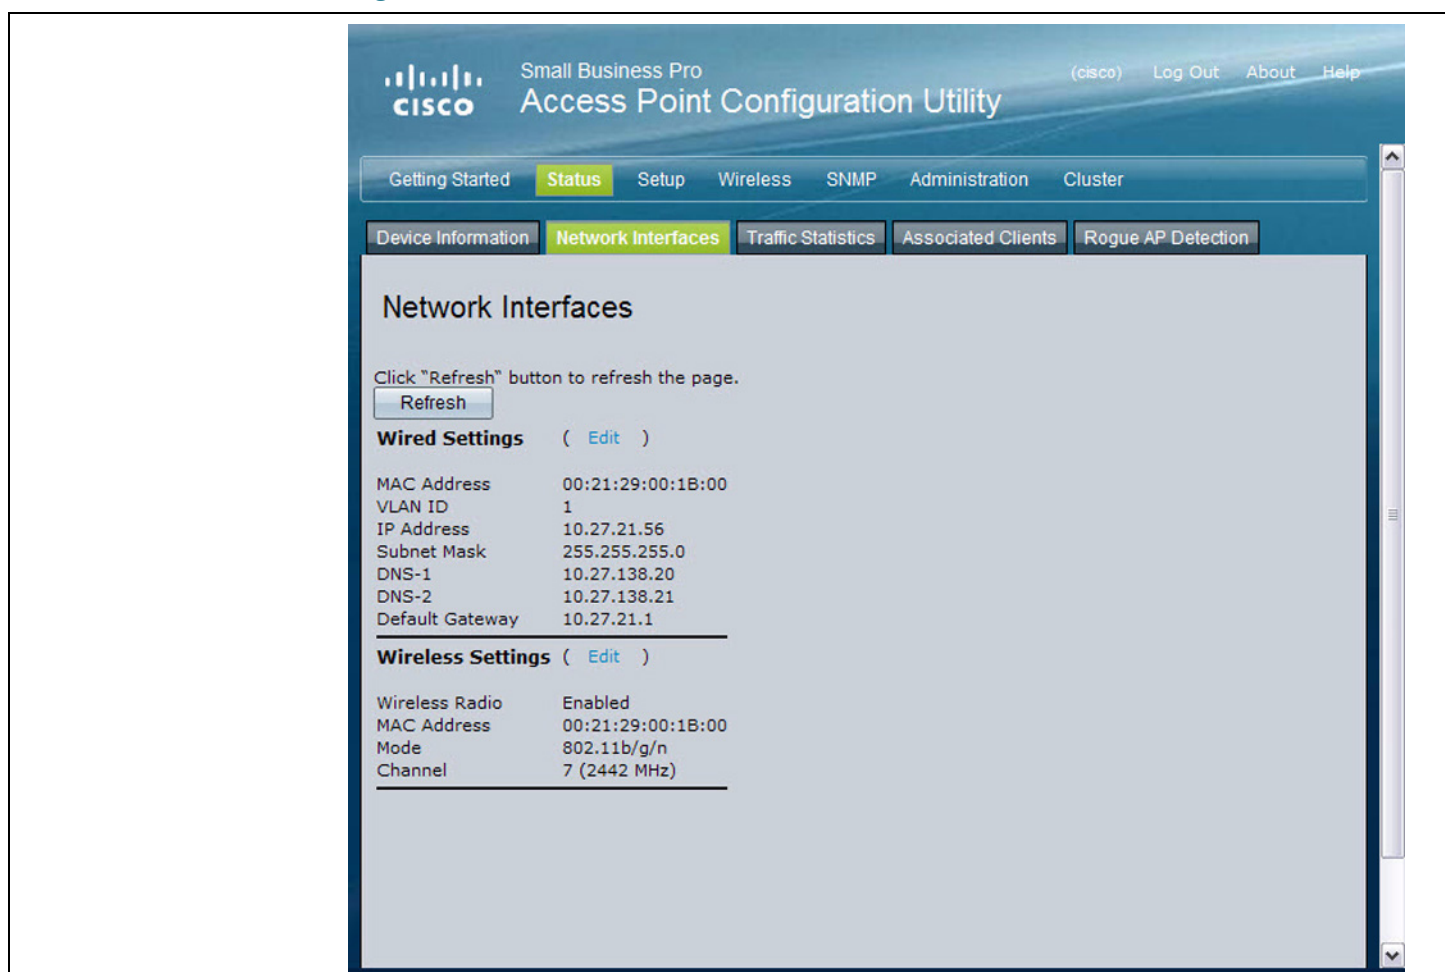 Small Business Pro
(cisco) Log Out About Help
CISCO Access Point Configuration Utility
Getting Started Status Setup Wireless SNMP Administration Cluster
Device Information Network Interfaces Traffic Statistics Associated Clients Rogue AP Detection
Network Interfaces
Click "Refresh" button to refresh the page.
Refresh
Wired Settings ( Edit )
MAC Address 00:21:29:00:1B:00
VLAN ID 1
IP Address 10.27.21.56
Subnet Mask 255.255.255.0
DNS-1 10.27.138.20
DNS-2 10.27.138.21
Default Gateway 10.27.21.1
Wireless Settings ( Edit )
Wireless Radio Enabled
MAC Address 00:21:29:00:1B:00
Mode 802.11b/g/n
Channel 7 (2442 MHz)